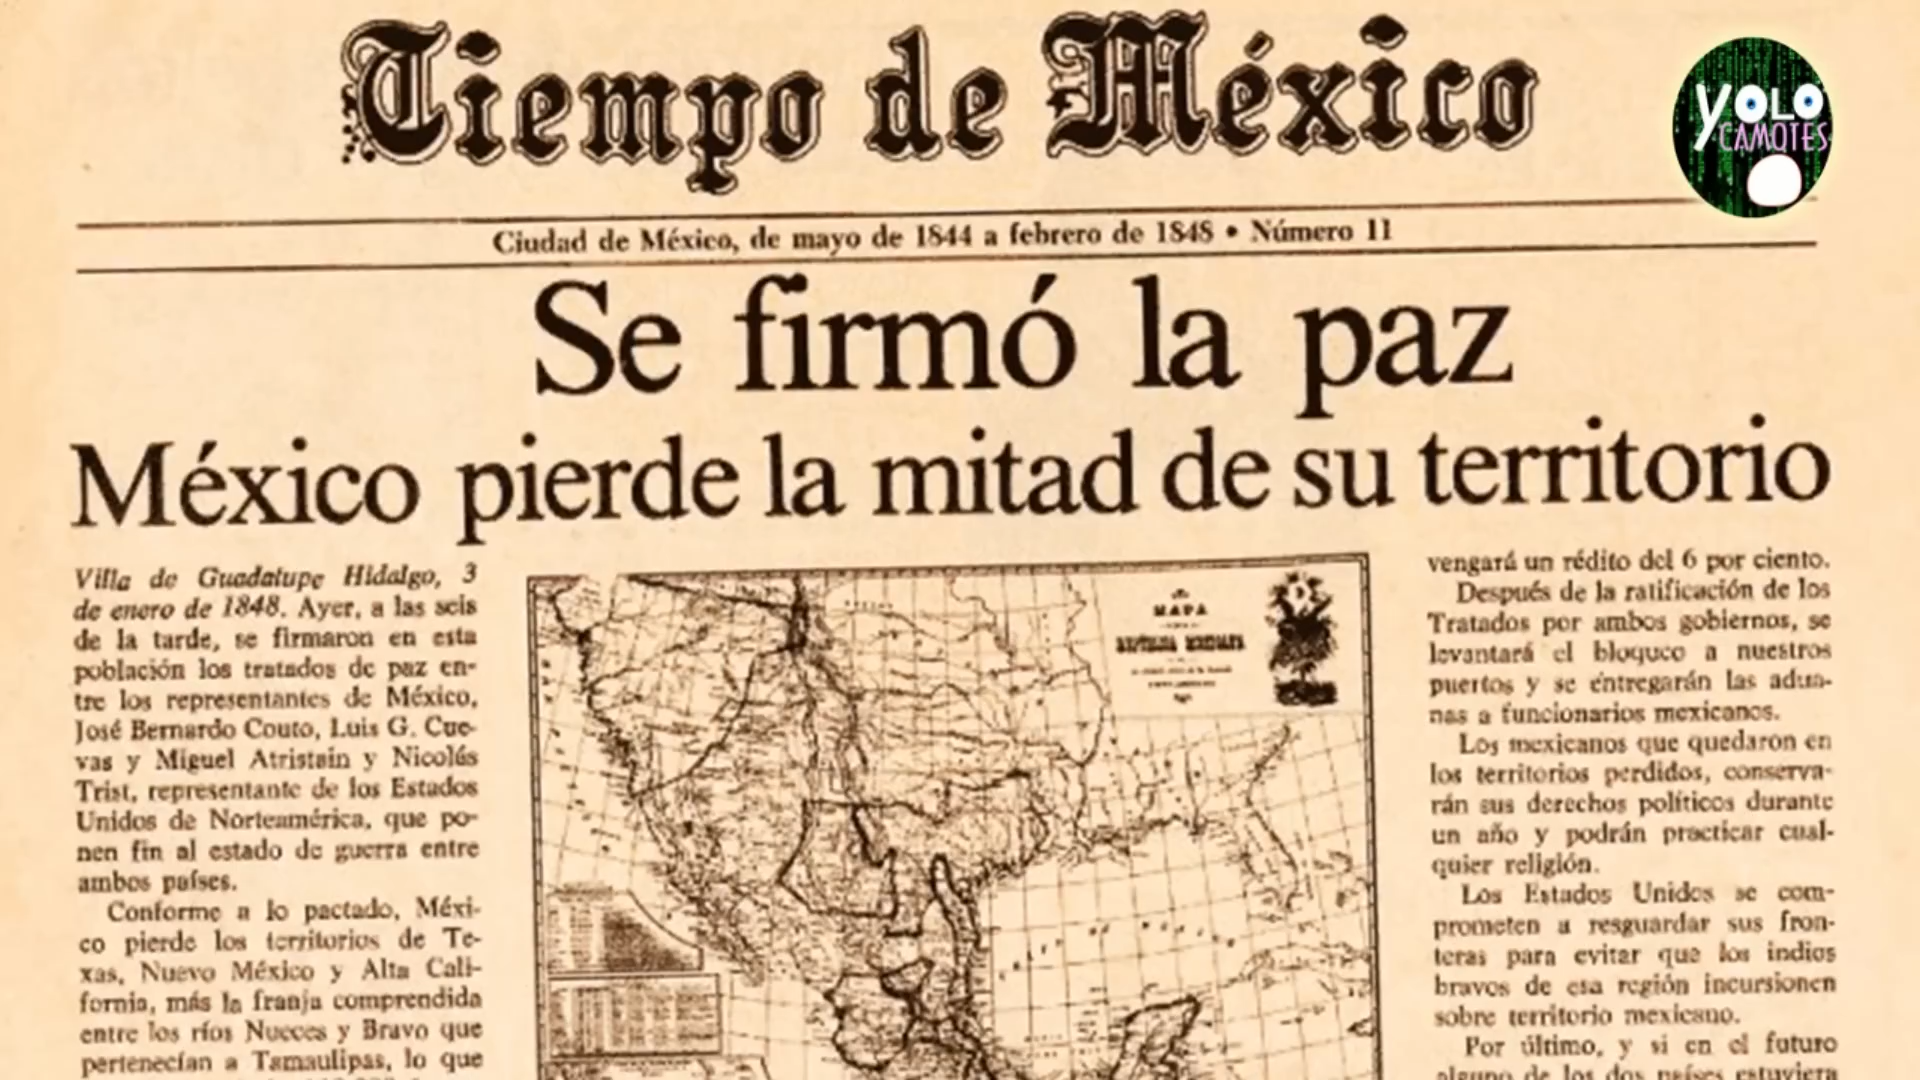 Tiempo de México
YOLO
CAMOTES
Ciudad de México, de mayo de 1844 a febrero de 1848 • Número 11
Se firmó la paz
México pierde la mitad de su territorio
Villa de Guadalupe Hidalgo, 3
de enero de 1848. Ayer, a las seis
de la tarde, se firmaron en esta
población los tratados de paz en-
tre los representantes de México,
José Bernardo Couto, Luis G. Cue-
vas y Miguel Atristain y Nicolás
Trist, representante de los Estados
Unidos de Norteamérica, que po-
nen fin al estado de guerra entre
ambos países.
Conforme a lo pactado, Méxi-
co pierde los territorios de Te-
xas, Nuevo México y Alta Cali-
fornia, más la franja comprendida
entre los ríos Nueces y Bravo que
pertenecían a Tamaulipas, lo que
MAPA
vengará un rédito del 6 por ciento.
Después de la ratificación de los
Tratados por ambos gobiernos, se
levantará el bloqueo a nuestros
puertos y se entregarán las adua-
nas a funcionarios mexicanos.
Los mexicanos que quedaron en
los territorios perdidos, conserva-
rán sus derechos políticos durante
un año y podrán practicar cual-
quier religión.
Los Estados Unidos se com-
prometen a resguardar sus fron-
teras para evitar que los indios
bravos de esa región incursionen
sobre territorio mexicano.
Por último, y si en el futuro
alguno de los dos países estuviera